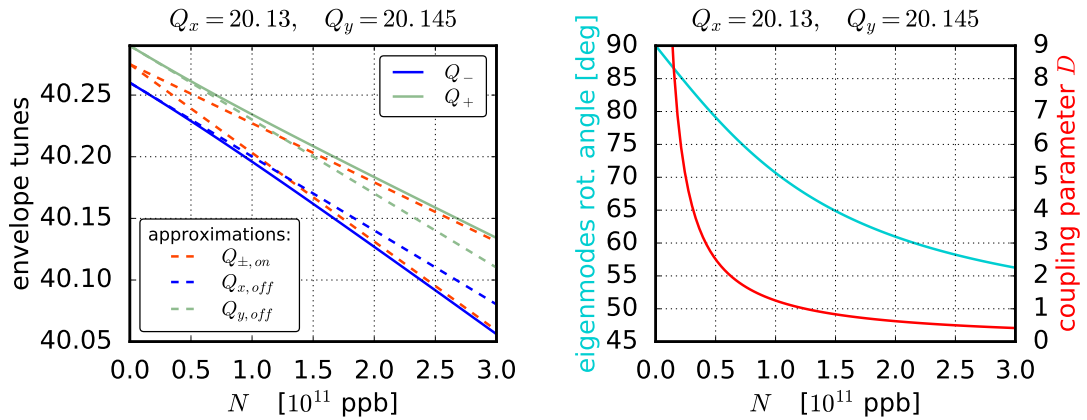 Q_x = 20.13, Q_y = 20.145
envelope tunes
40.25
40.20
40.15
40.10
40.05
Q_−
Q_+
approximations:
Q_{±,on}
Q_{x,off}
Q_{y,off}
0.0 0.5 1.0 1.5 2.0 2.5 3.0
N [10^{11} ppb]
Q_x = 20.13, Q_y = 20.145
eigenmodes rot. angle [deg]
90
85
80
75
70
65
60
55
50
45
9
8
7
6
5
4
3
2
1
0
coupling parameter D
0.0 0.5 1.0 1.5 2.0 2.5 3.0
N [10^{11} ppb]